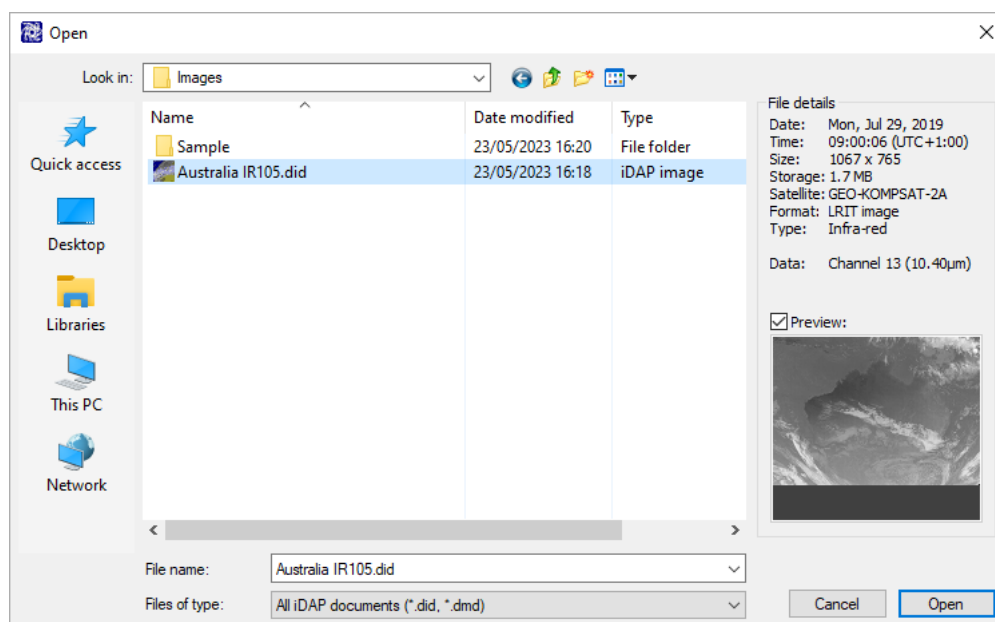 Open
Look in: Images
Name Date modified Type
Sample 23/05/2023 16:20 File folder
Australia IR105.did 23/05/2023 16:18 iDAP image
Quick access
Desktop
Libraries
This PC
Network
File details
Date: Mon, Jul 29, 2019
Time: 09:00:06 (UTC+1:00)
Size: 1067 x 765
Storage: 1.7 MB
Satellite: GEO-KOMPSAT-2A
Format: LRIT image
Type: Infra-red
Data: Channel 13 (10.40µm)
Preview:
File name: Australia IR105.did
Files of type: All iDAP documents (*.did, *.dmd)
Cancel Open